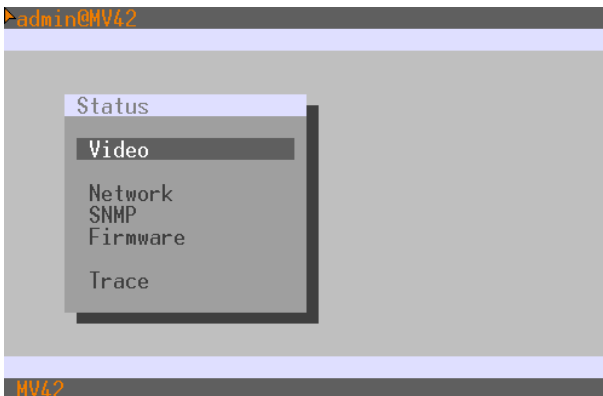 admin@MV42
Status
Video
Network
SNMP
Firmware
Trace
MV42